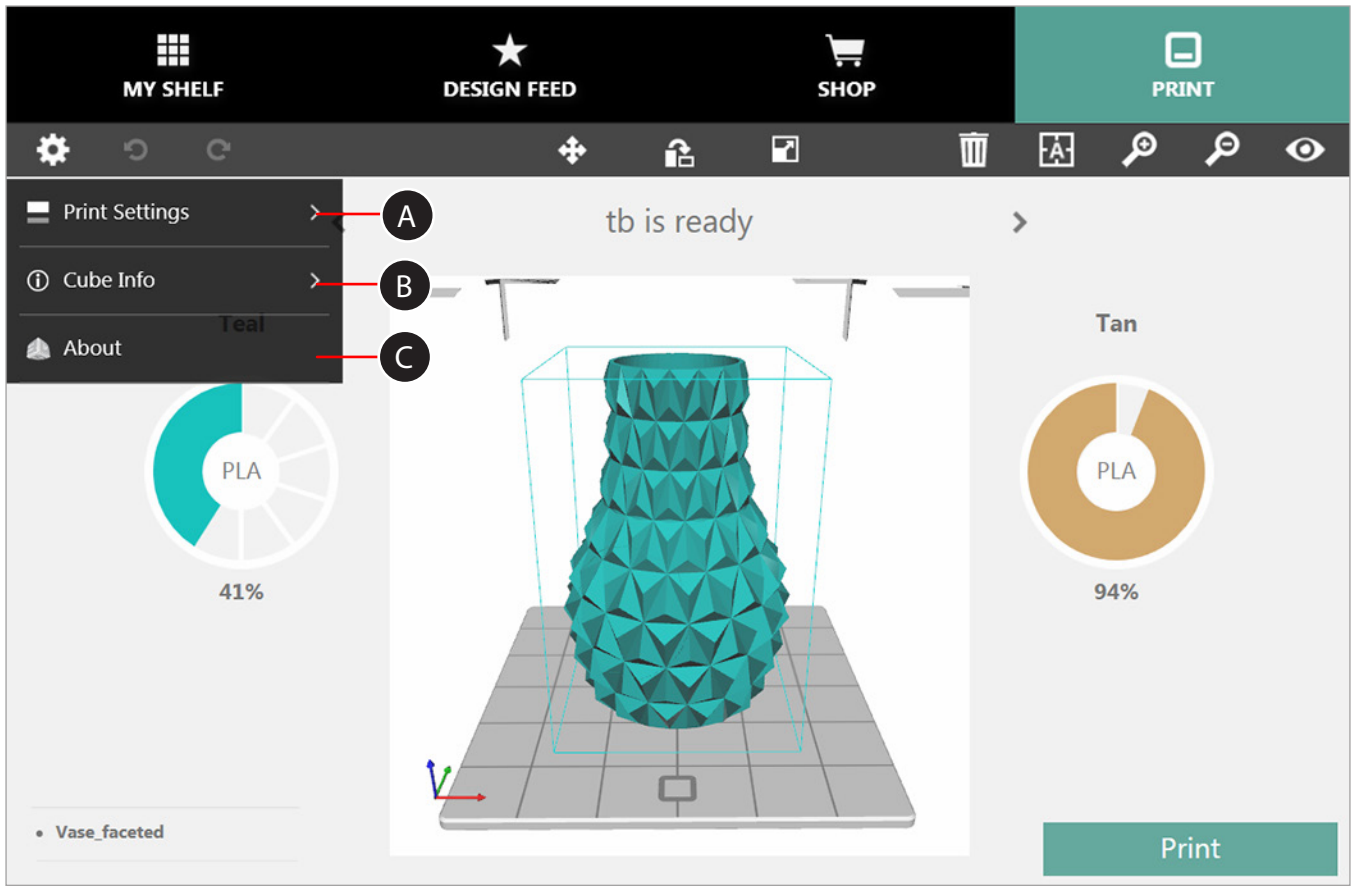 MY SHELF
DESIGN FEED
SHOP
PRINT
A
Print Settings
A
tb is ready
Cube Info
B
Teal
Tan
About
C
PLA
PLA
41%
94%
Vase_faceted
Print